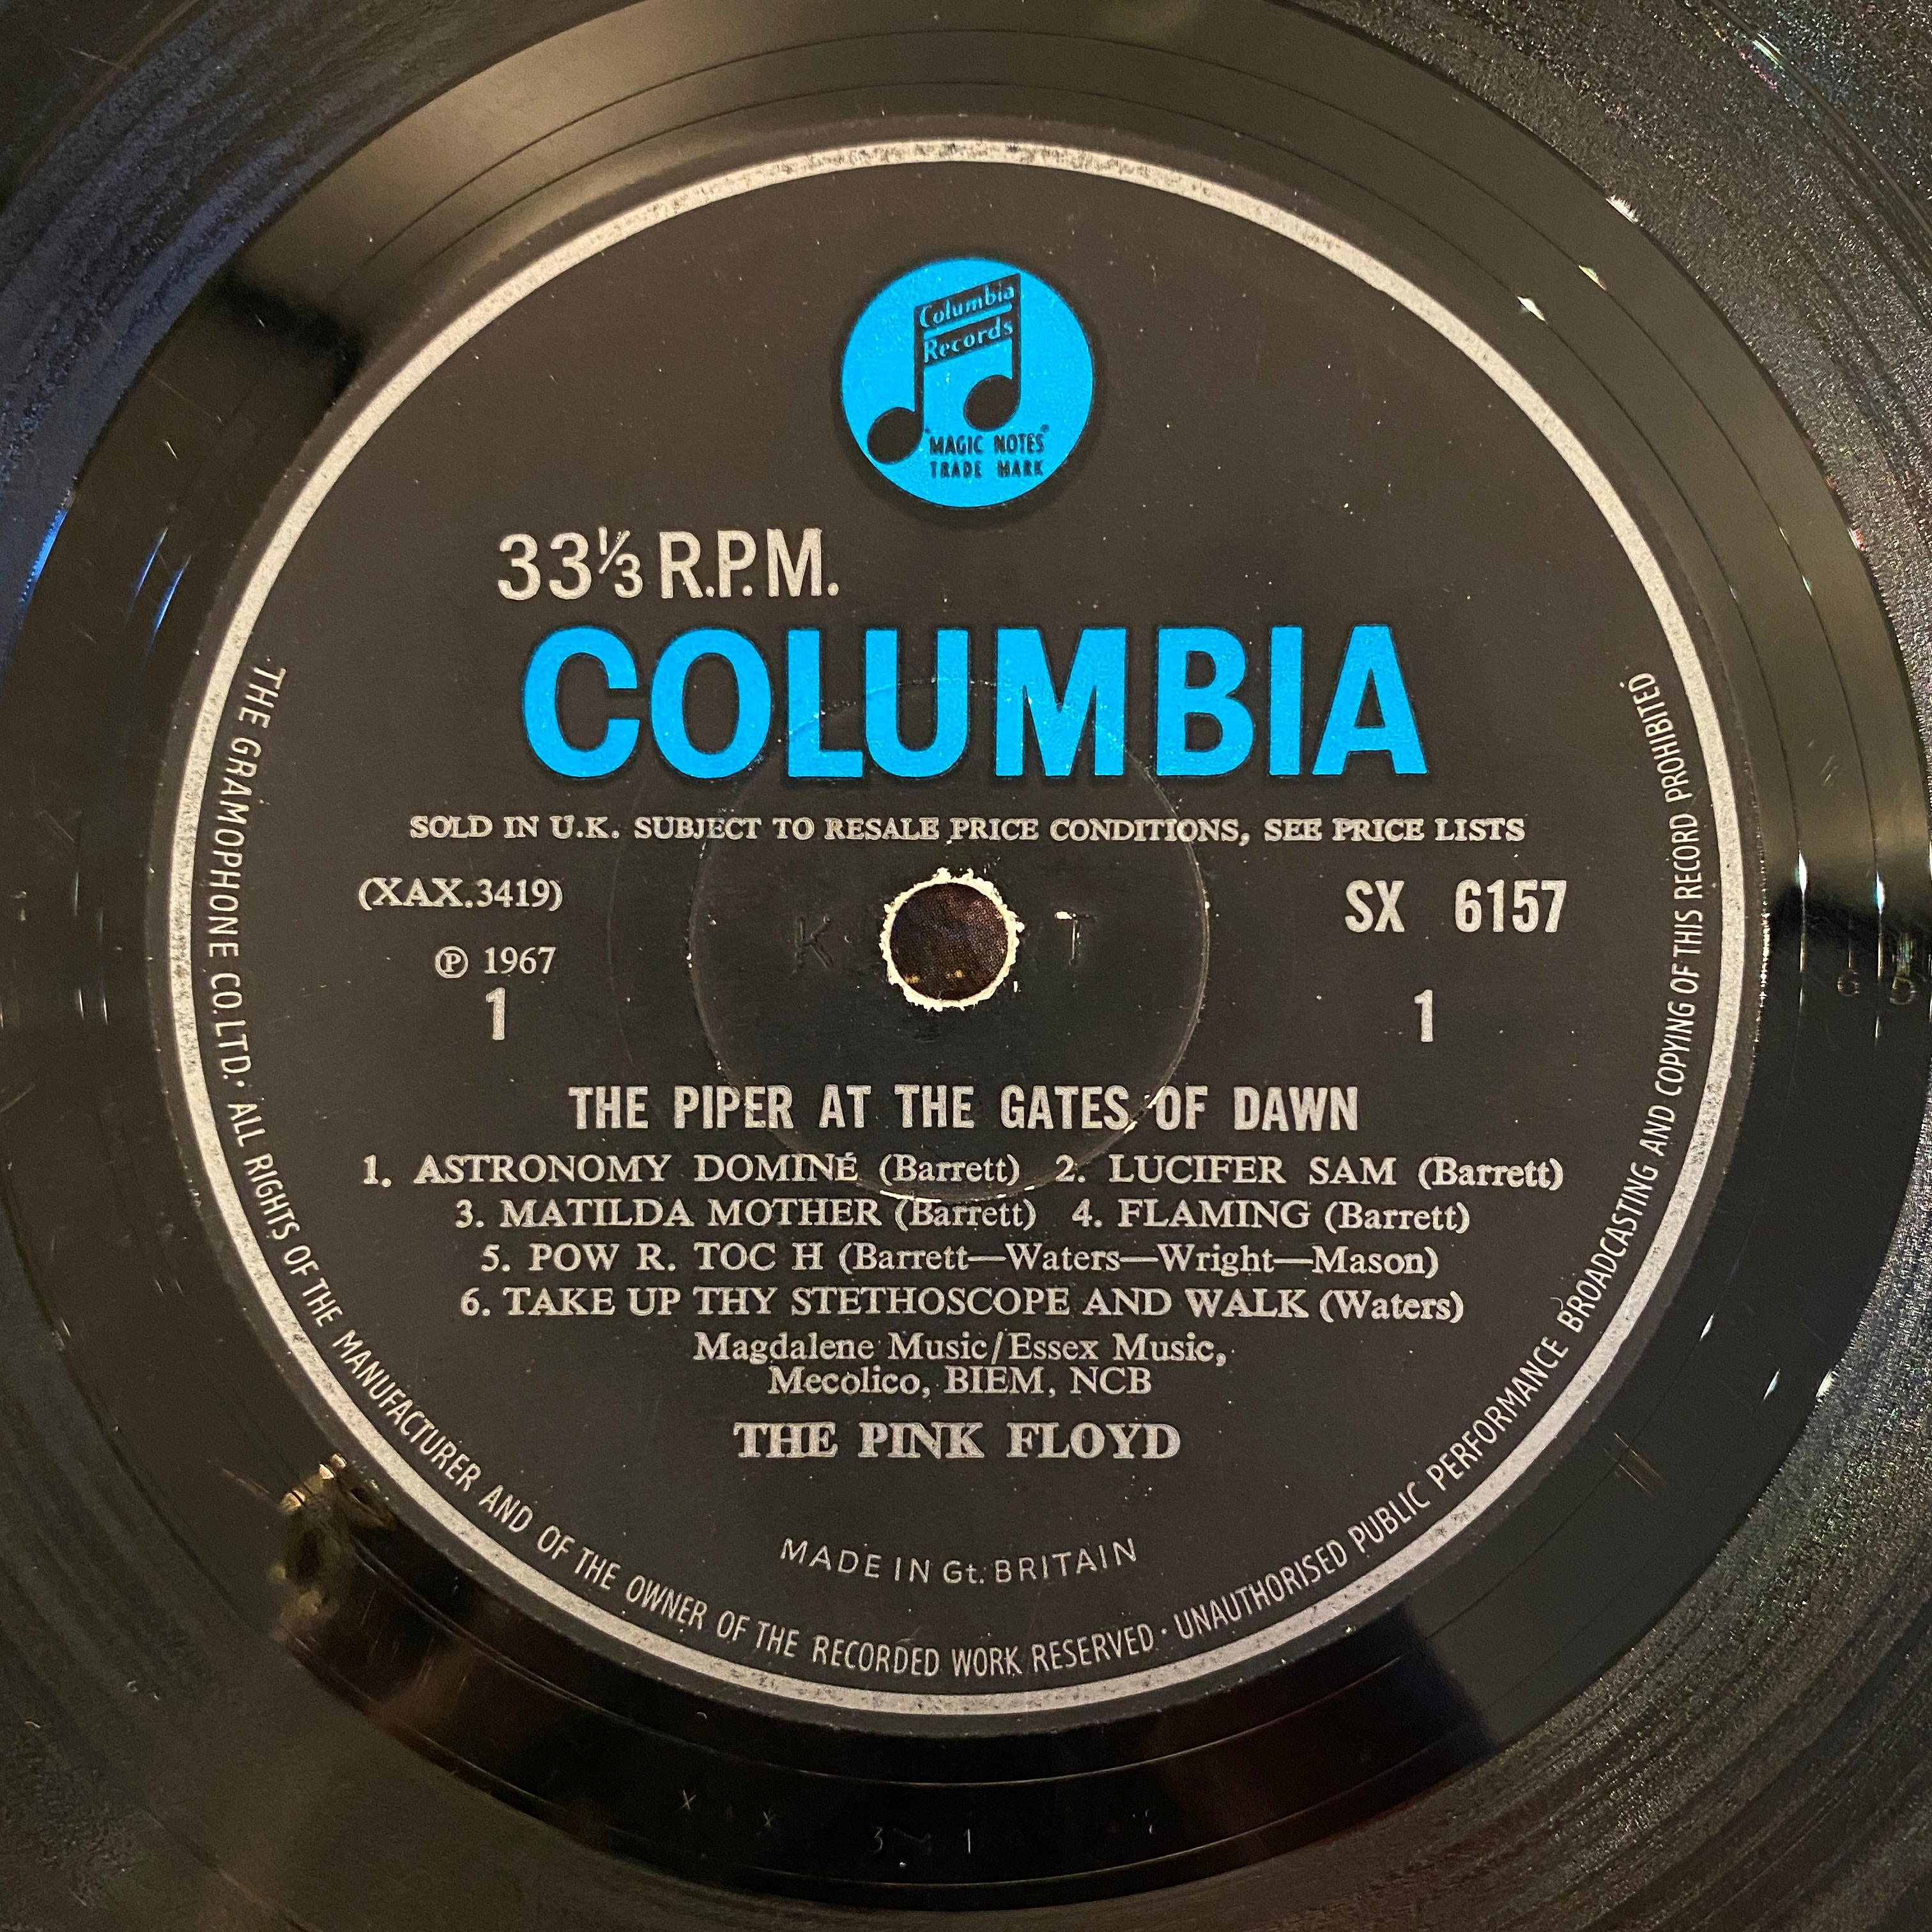 Columbia
Records
"MAGIC NOTES"
TRADE MARK
33⅓ R.P.M.
COLUMBIA
SOLD IN U.K. SUBJECT TO RESALE PRICE CONDITIONS, SEE PRICE LISTS
(XAX.3419)
SX 6157
℗ 1967
K T
1
1
THE PIPER AT THE GATES OF DAWN
1. ASTRONOMY DOMINÉ (Barrett) 2. LUCIFER SAM (Barrett)
3. MATILDA MOTHER (Barrett) 4. FLAMING (Barrett)
5. POW R. TOC H (Barrett—Waters—Wright—Mason)
6. TAKE UP THY STETHOSCOPE AND WALK (Waters)
Magdalene Music/Essex Music,
Mecolico, BIEM, NCB
THE PINK FLOYD
MADE IN Gt. BRITAIN
THE GRAMOPHONE CO. LTD. · ALL RIGHTS OF THE MANUFACTURER AND OF THE OWNER OF THE RECORDED WORK RESERVED · UNAUTHORISED PUBLIC PERFORMANCE BROADCASTING AND COPYING OF THIS RECORD PROHIBITED